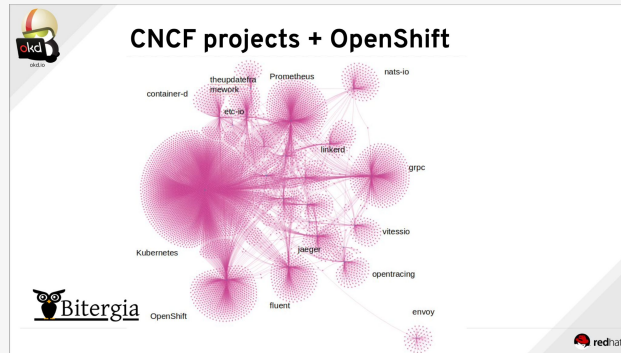 okd
okd.io
CNCF projects + OpenShift
theupdatefra
mework
Prometheus
nats-io
container-d
etc-io
linkerd
grpc
vitessio
Kubernetes
jaeger
opentracing
fluent
OpenShift
envoy
Bitergia
redhat